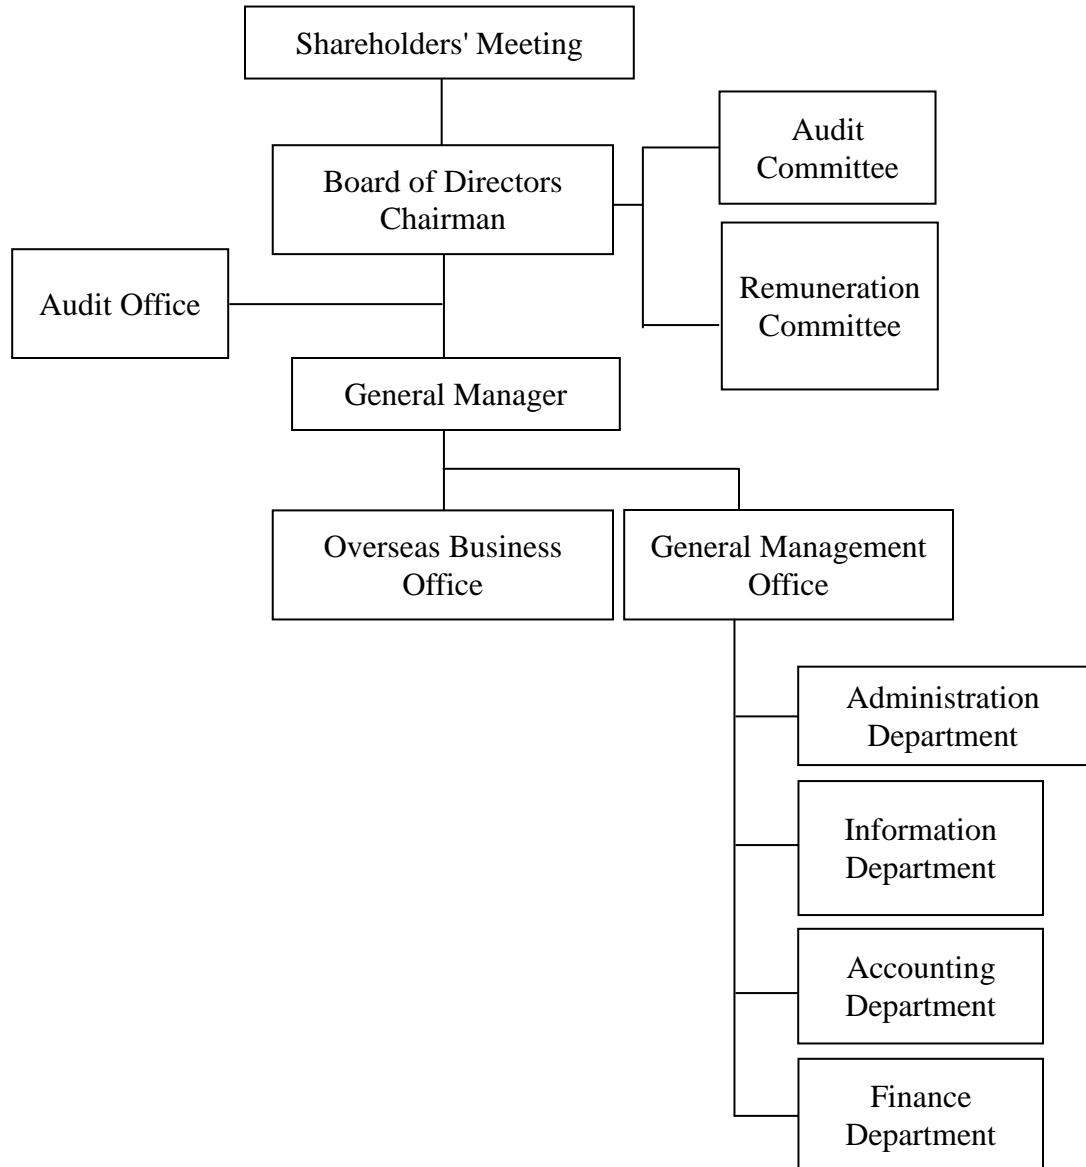 Shareholders' Meeting
Audit
Committee
Board of Directors
Chairman
Remuneration
Committee
Audit Office
General Manager
Overseas Business
Office
General Management
Office
Administration
Department
Information
Department
Accounting
Department
Finance
Department